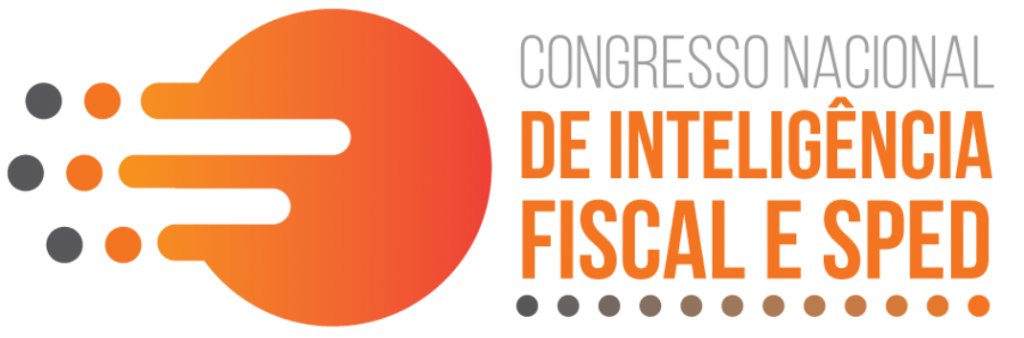 CONGRESSO NACIONAL
DE INTELIGÊNCIA
FISCAL E SPED